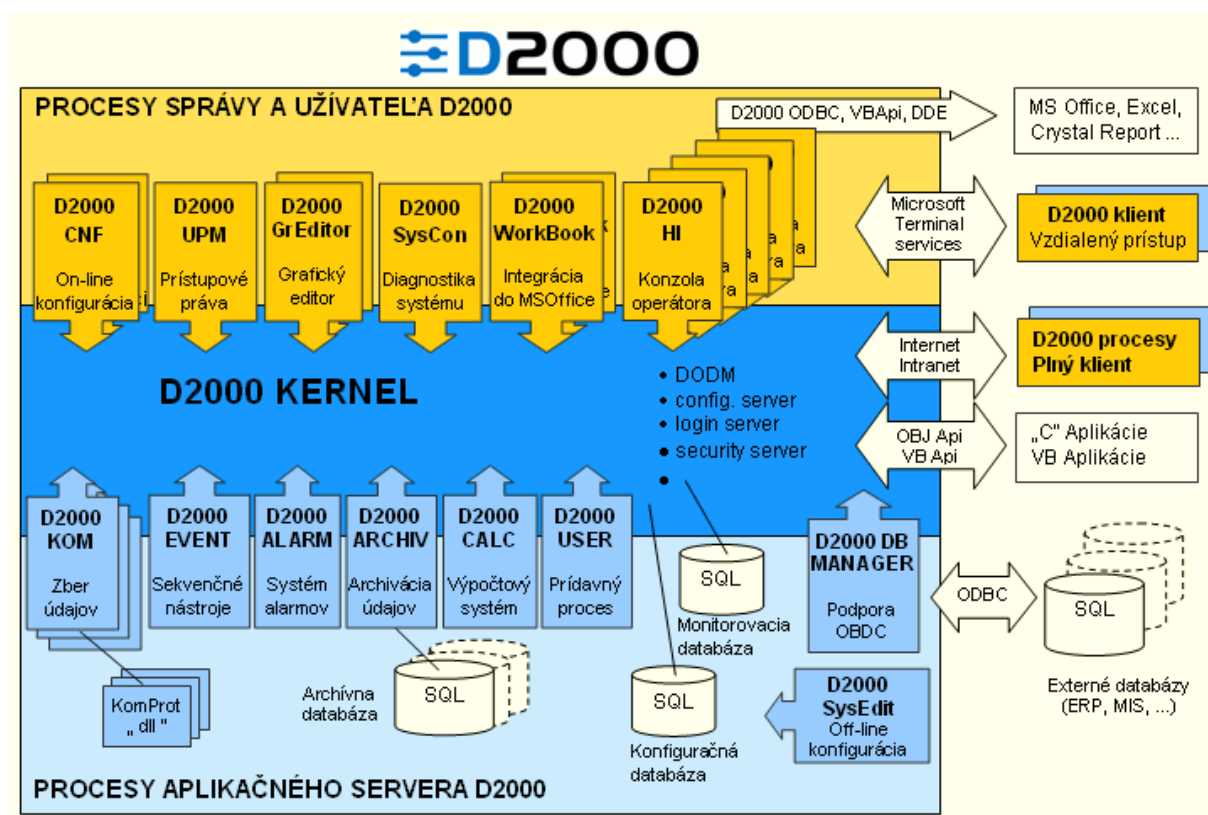 D2000
PROCESY SPRÁVY A UŽÍVATEĽA D2000
D2000 ODBC, VBApi, DDE
MS Office, Excel,
Crystal Report ...
D2000
CNF
On-line
konfigurácia
D2000
UPM
Prístupové
práva
D2000
GrEditor
Grafický
editor
D2000
SysCon
Diagnostika
systému
D2000
WorkBook
Integrácia
do MSOffice
D2000
HI
Konzola
operátora
Microsoft
Terminal
services
D2000 klient
Vzdialený prístup
D2000 KERNEL
• DODM
• config. server
• login server
• security server
•
Internet
Intranet
D2000 procesy
Plný klient
OBJ Api
VB Api
„C" Aplikácie
VB Aplikácie
D2000
KOM
Zber
údajov
D2000
EVENT
Sekvenčné
nástroje
D2000
ALARM
Systém
alarmov
D2000
ARCHIV
Archivácia
údajov
D2000
CALC
Výpočtový
systém
D2000
USER
Prídavný
proces
SQL
Monitorovacia
databáza
D2000 DB
MANAGER
Podpora
OBDC
ODBC
SQL
Externé databázy
(ERP, MIS, ...)
KomProt
„ dll "
Archívna
databáza
SQL
SQL
Konfiguračná
databáza
D2000
SysEdit
Off-line
konfigurácia
PROCESY APLIKAČNÉHO SERVERA D2000